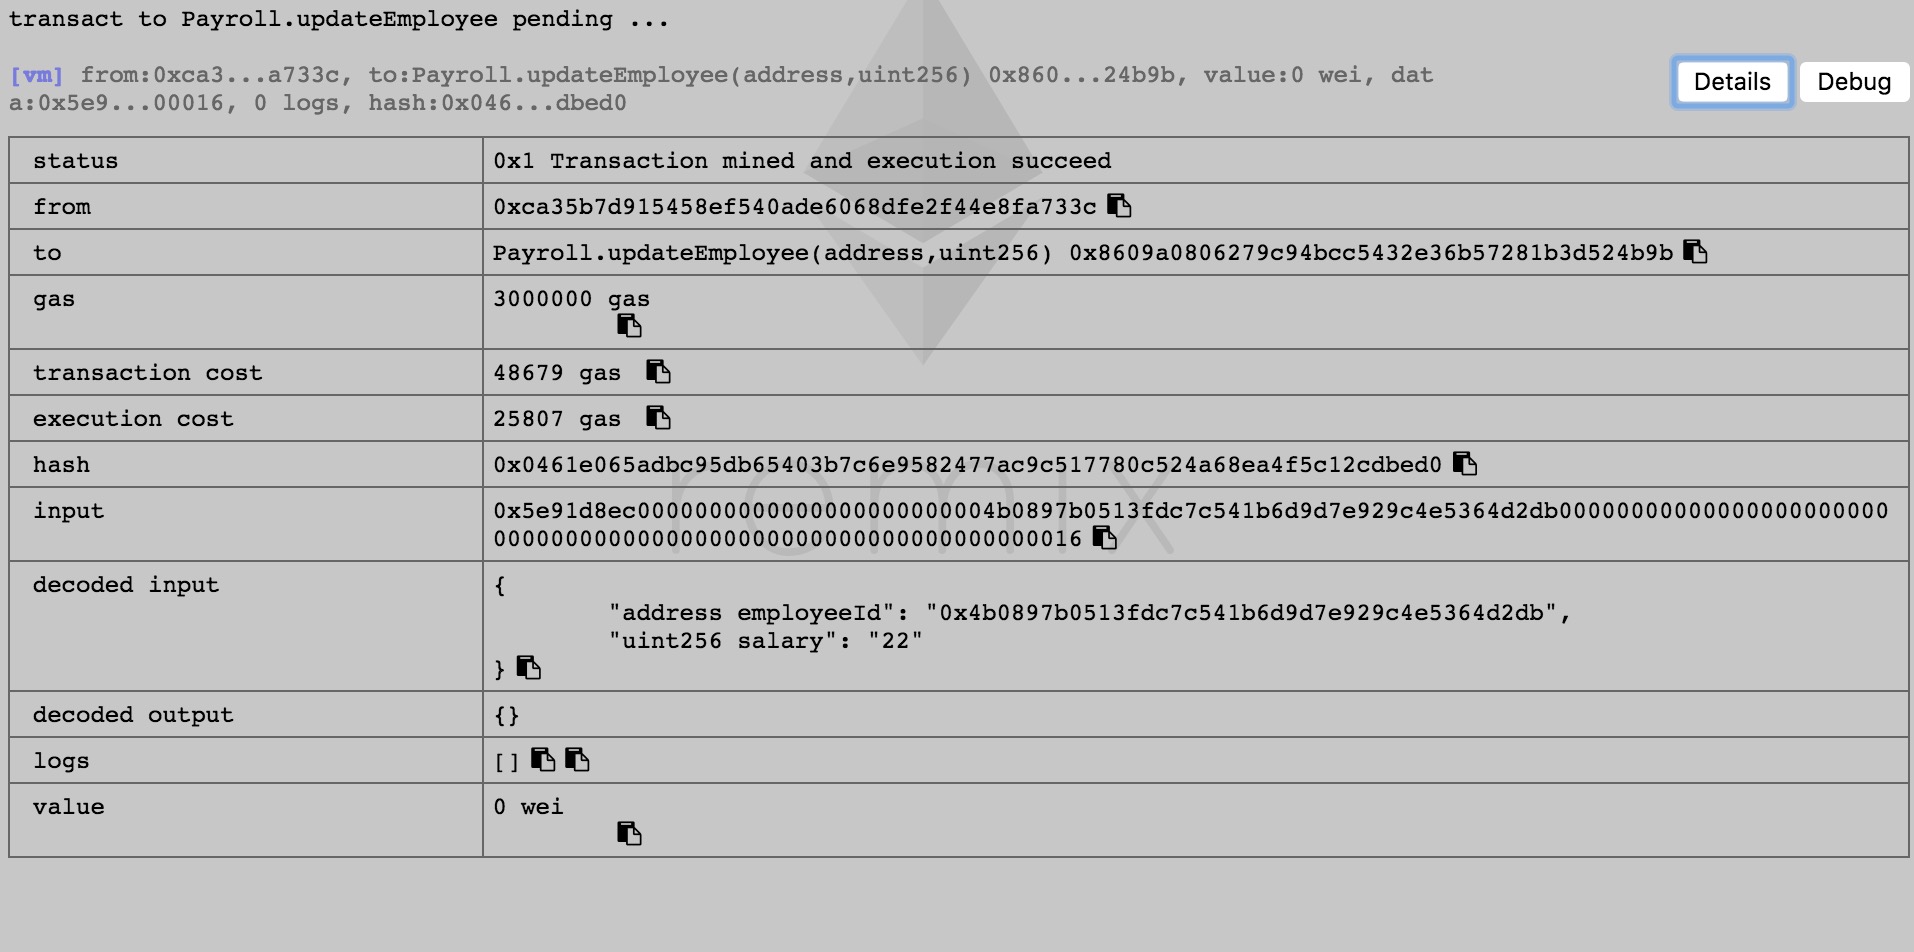 transact to Payroll.updateEmployee pending ...
[vm] from:0xca3...a733c, to:Payroll.updateEmployee(address,uint256) 0x860...24b9b, value:0 wei, dat
a:0x5e9...00016, 0 logs, hash:0x046...dbed0
Details
Debug
status
0x1 Transaction mined and execution succeed
from
0xca35b7d915458ef540ade6068dfe2f44e8fa733c
to
Payroll.updateEmployee(address,uint256) 0x8609a0806279c94bcc5432e36b57281b3d524b9b
gas
3000000 gas
transaction cost
48679 gas
execution cost
25807 gas
hash
0x0461e065adbc95db65403b7c6e9582477ac9c517780c524a68ea4f5c12cdbed0
input
0x5e91d8ec0000000000000000000000004b0897b0513fdc7c541b6d9d7e929c4e5364d2db00000000000000000000000
00000000000000000000000000000000000000016
decoded input
{
"address employeeId": "0x4b0897b0513fdc7c541b6d9d7e929c4e5364d2db",
"uint256 salary": "22"
}
decoded output
{}
logs
[]
value
0 wei
remix